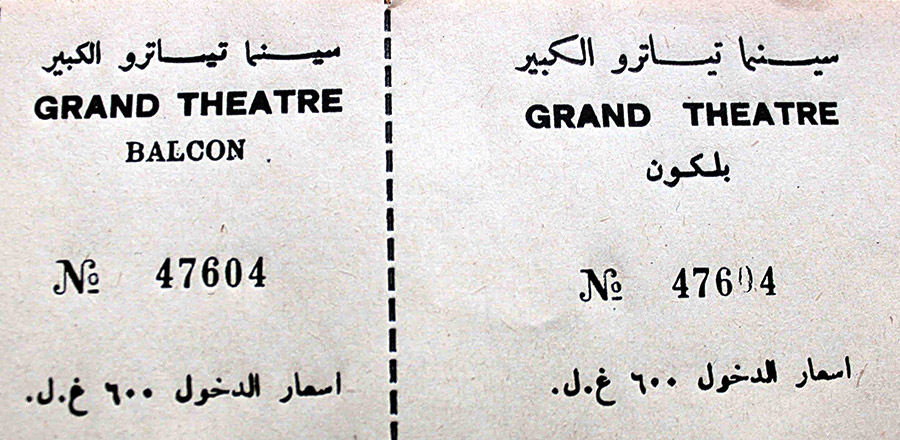 سينما تياترو الكبير
GRAND THEATRE
BALCON
№ 47604
اسعار الدخول ٦٠٠ غ.ل.
سينما تياترو الكبير
GRAND THEATRE
بلكون
№ 47604
اسعار الدخول ٦٠٠ غ.ل.